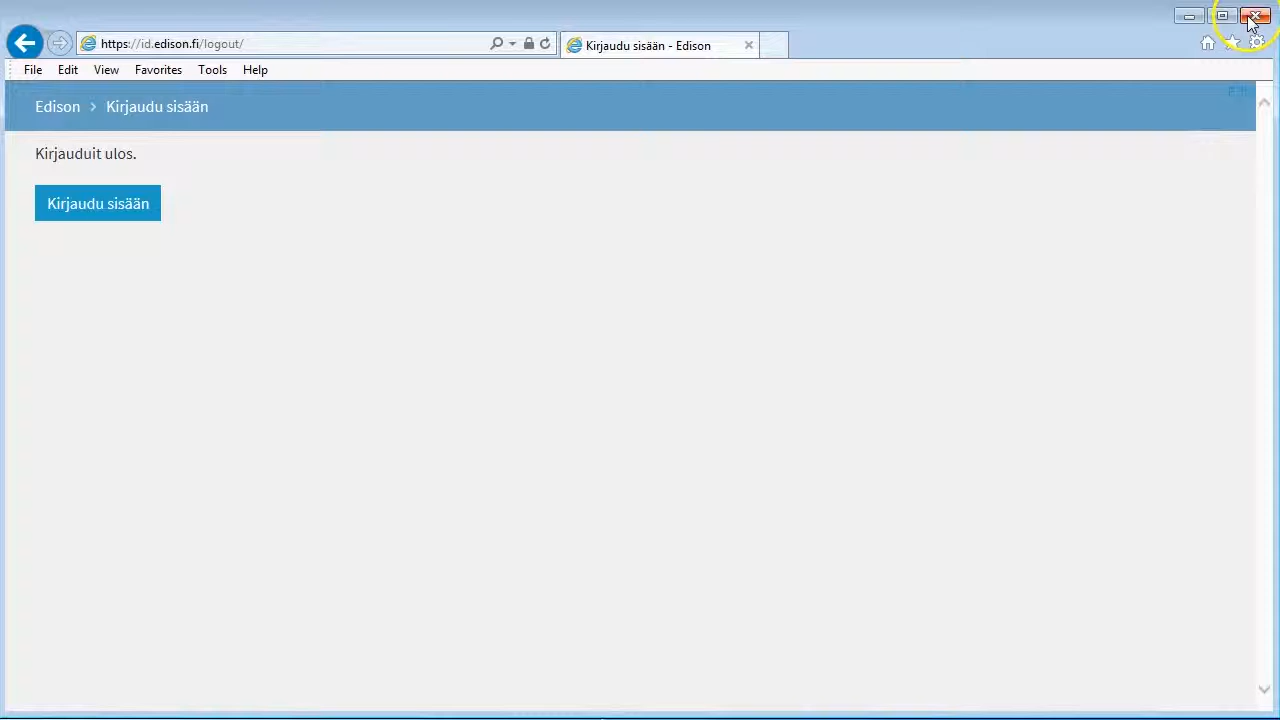 https://id.edison.fi/logout/
Kirjaudu sisään - Edison
File Edit View Favorites Tools Help
Edison > Kirjaudu sisään
Kirjauduit ulos.
Kirjaudu sisään